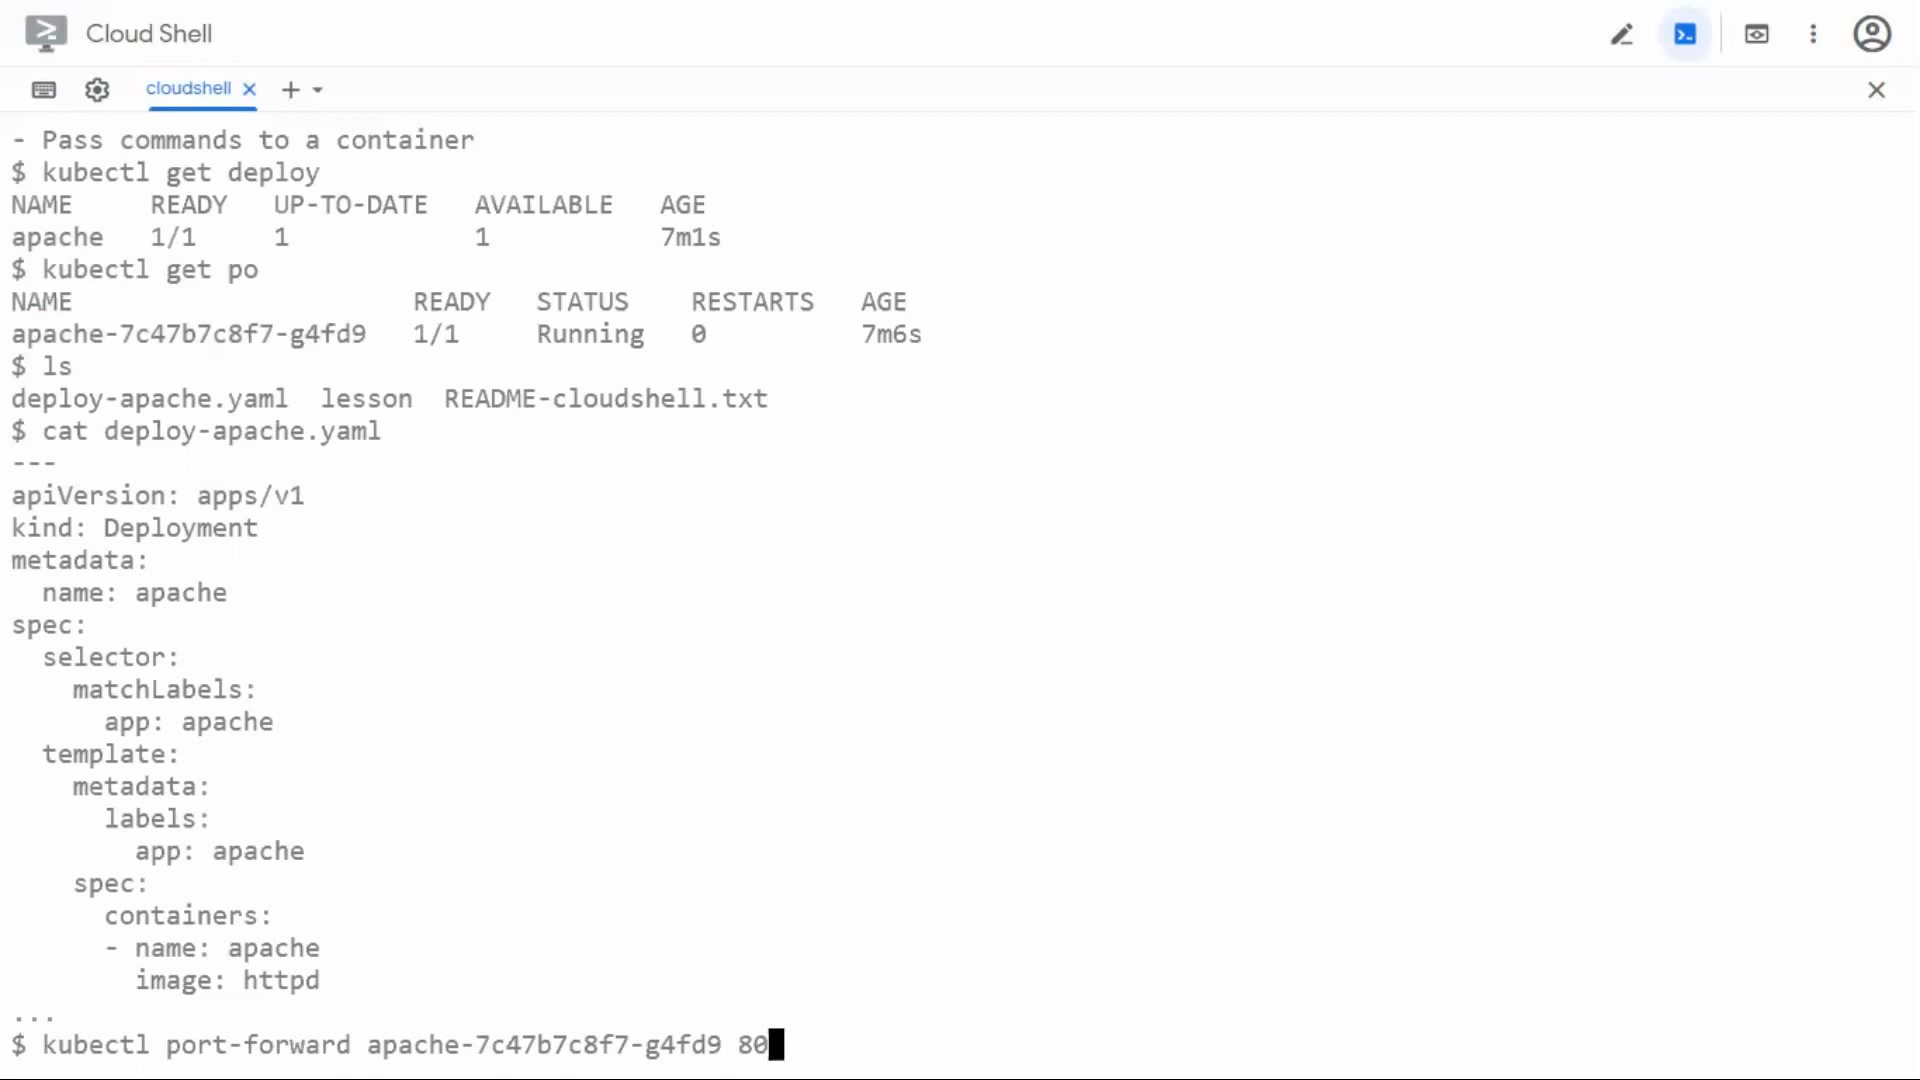 Cloud Shell
cloudshell
- Pass commands to a container
$ kubectl get deploy
NAME     READY   UP-TO-DATE   AVAILABLE   AGE
apache   1/1     1            1           7m1s
$ kubectl get po
NAME                      READY   STATUS    RESTARTS   AGE
apache-7c47b7c8f7-g4fd9   1/1     Running   0          7m6s
$ ls
deploy-apache.yaml  lesson  README-cloudshell.txt
$ cat deploy-apache.yaml
---
apiVersion: apps/v1
kind: Deployment
metadata:
  name: apache
spec:
  selector:
    matchLabels:
      app: apache
  template:
    metadata:
      labels:
        app: apache
    spec:
      containers:
      - name: apache
        image: httpd
...
$ kubectl port-forward apache-7c47b7c8f7-g4fd9 80